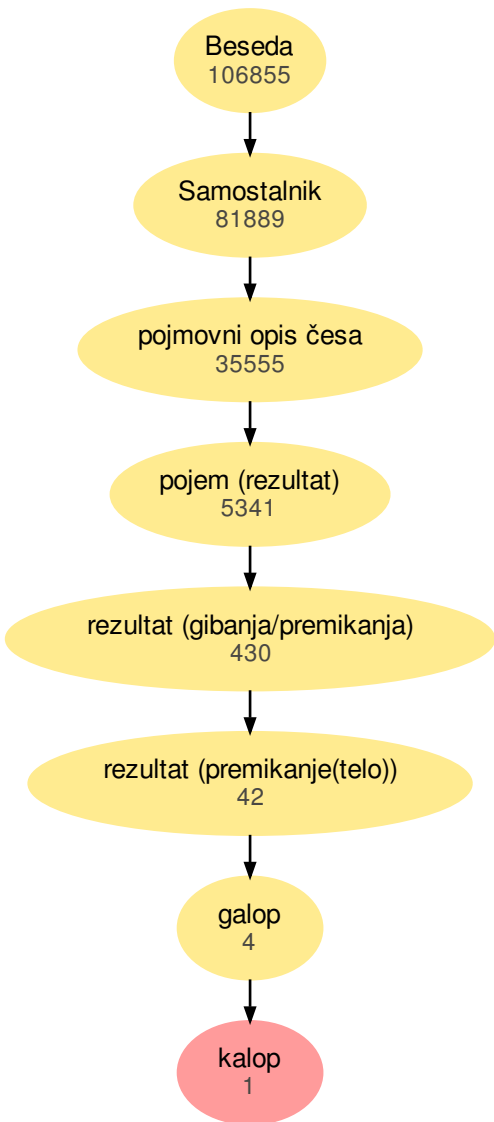 Beseda
106855
Samostalnik
81889
pojmovni opis česa
35555
pojem (rezultat)
5341
rezultat (gibanja/premikanja)
430
rezultat (premikanje(telo))
42
galop
4
kalop
1